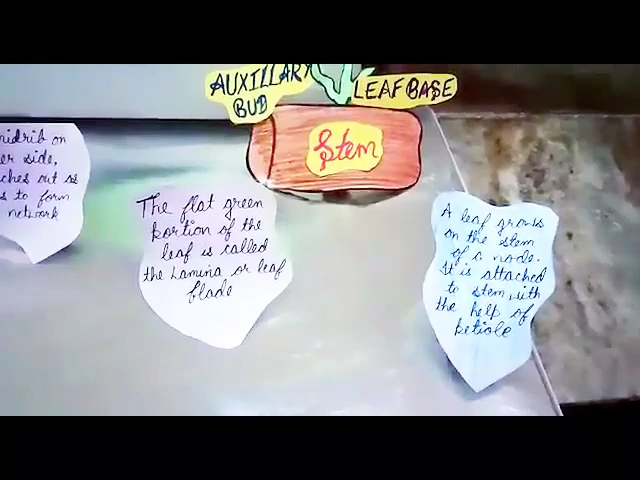 AUXILLARY
BUD
LEAF BASE
Stem
midrib on
er side,
ches out as
s to form
network
The flat green
portion of the
leaf is called
the Lamina or leaf
blade
A leaf grows
on the stem
of a node.
It is attached
to stem with
the help of
petiole